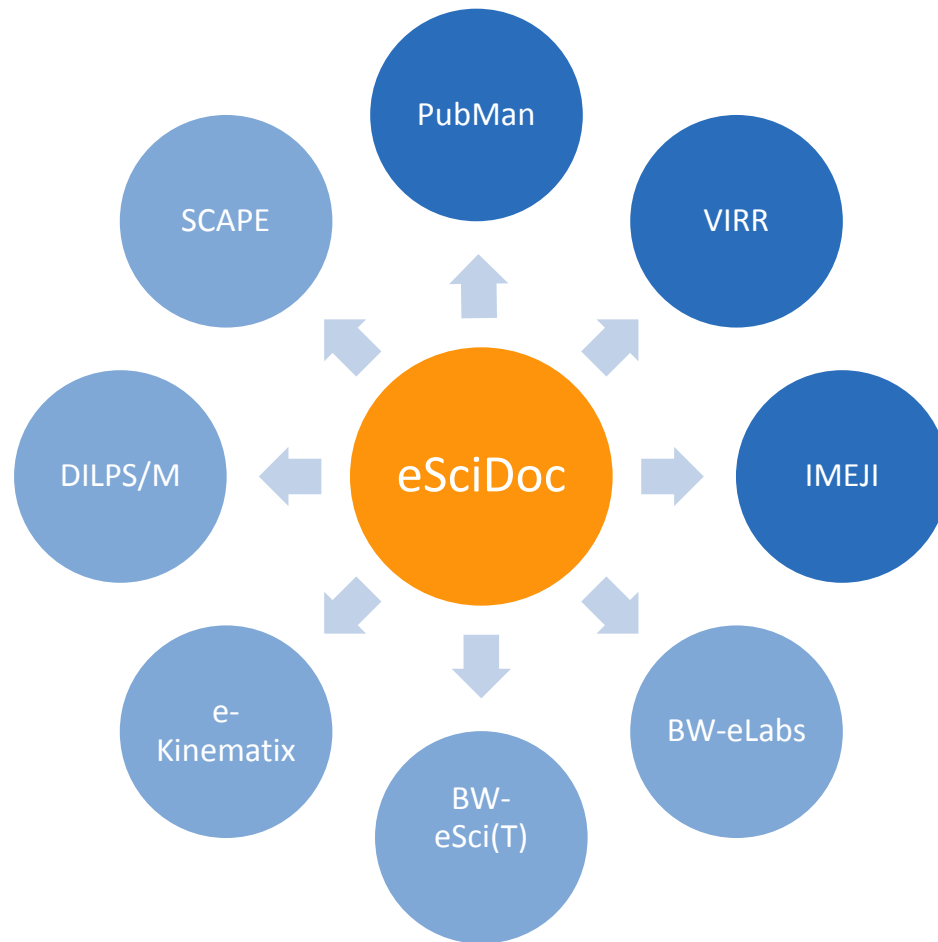 PubMan
SCAPE
VIRR
DILPS/M
eSciDoc
IMEJI
e-
Kinematix
BW-eLabs
BW-
eSci(T)